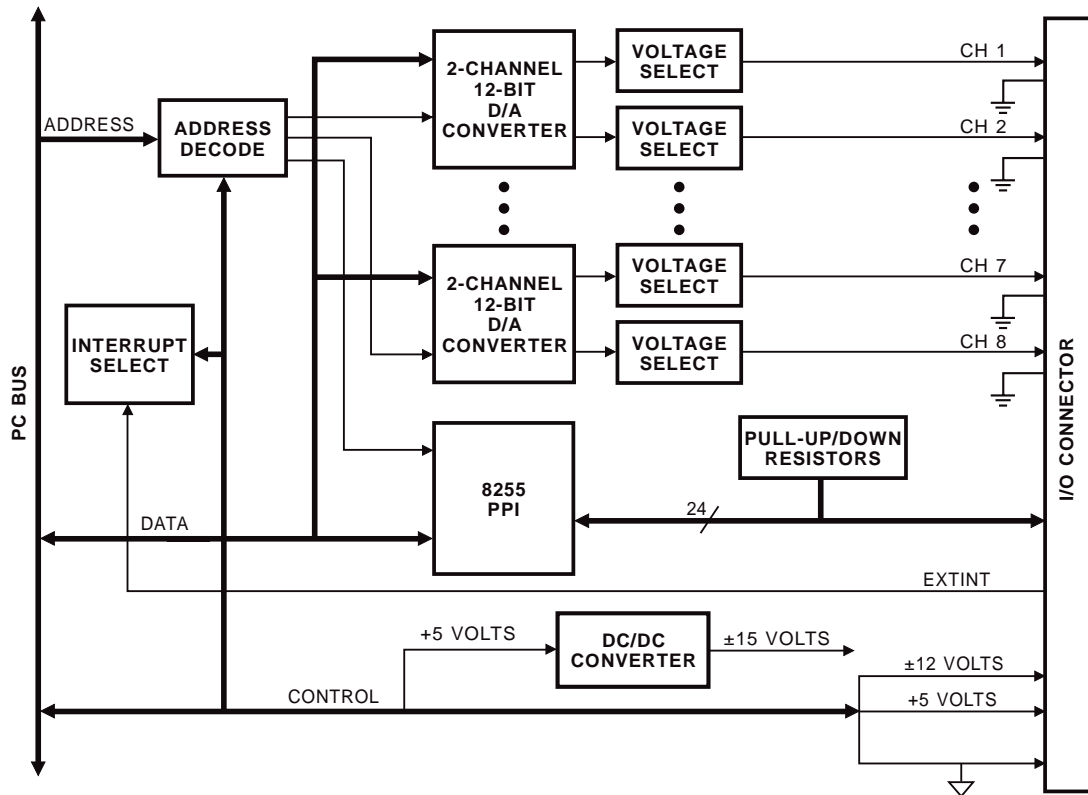 2-CHANNEL
12-BIT
D/A
CONVERTER
VOLTAGE
SELECT
CH 1
ADDRESS
ADDRESS
DECODE
VOLTAGE
SELECT
CH 2
2-CHANNEL
12-BIT
D/A
CONVERTER
VOLTAGE
SELECT
CH 7
INTERRUPT
SELECT
VOLTAGE
SELECT
CH 8
PC BUS
I/O CONNECTOR
PULL-UP/DOWN
RESISTORS
8255
PPI
24
DATA
EXTINT
+5 VOLTS
DC/DC
CONVERTER
±15 VOLTS
±12 VOLTS
CONTROL
+5 VOLTS